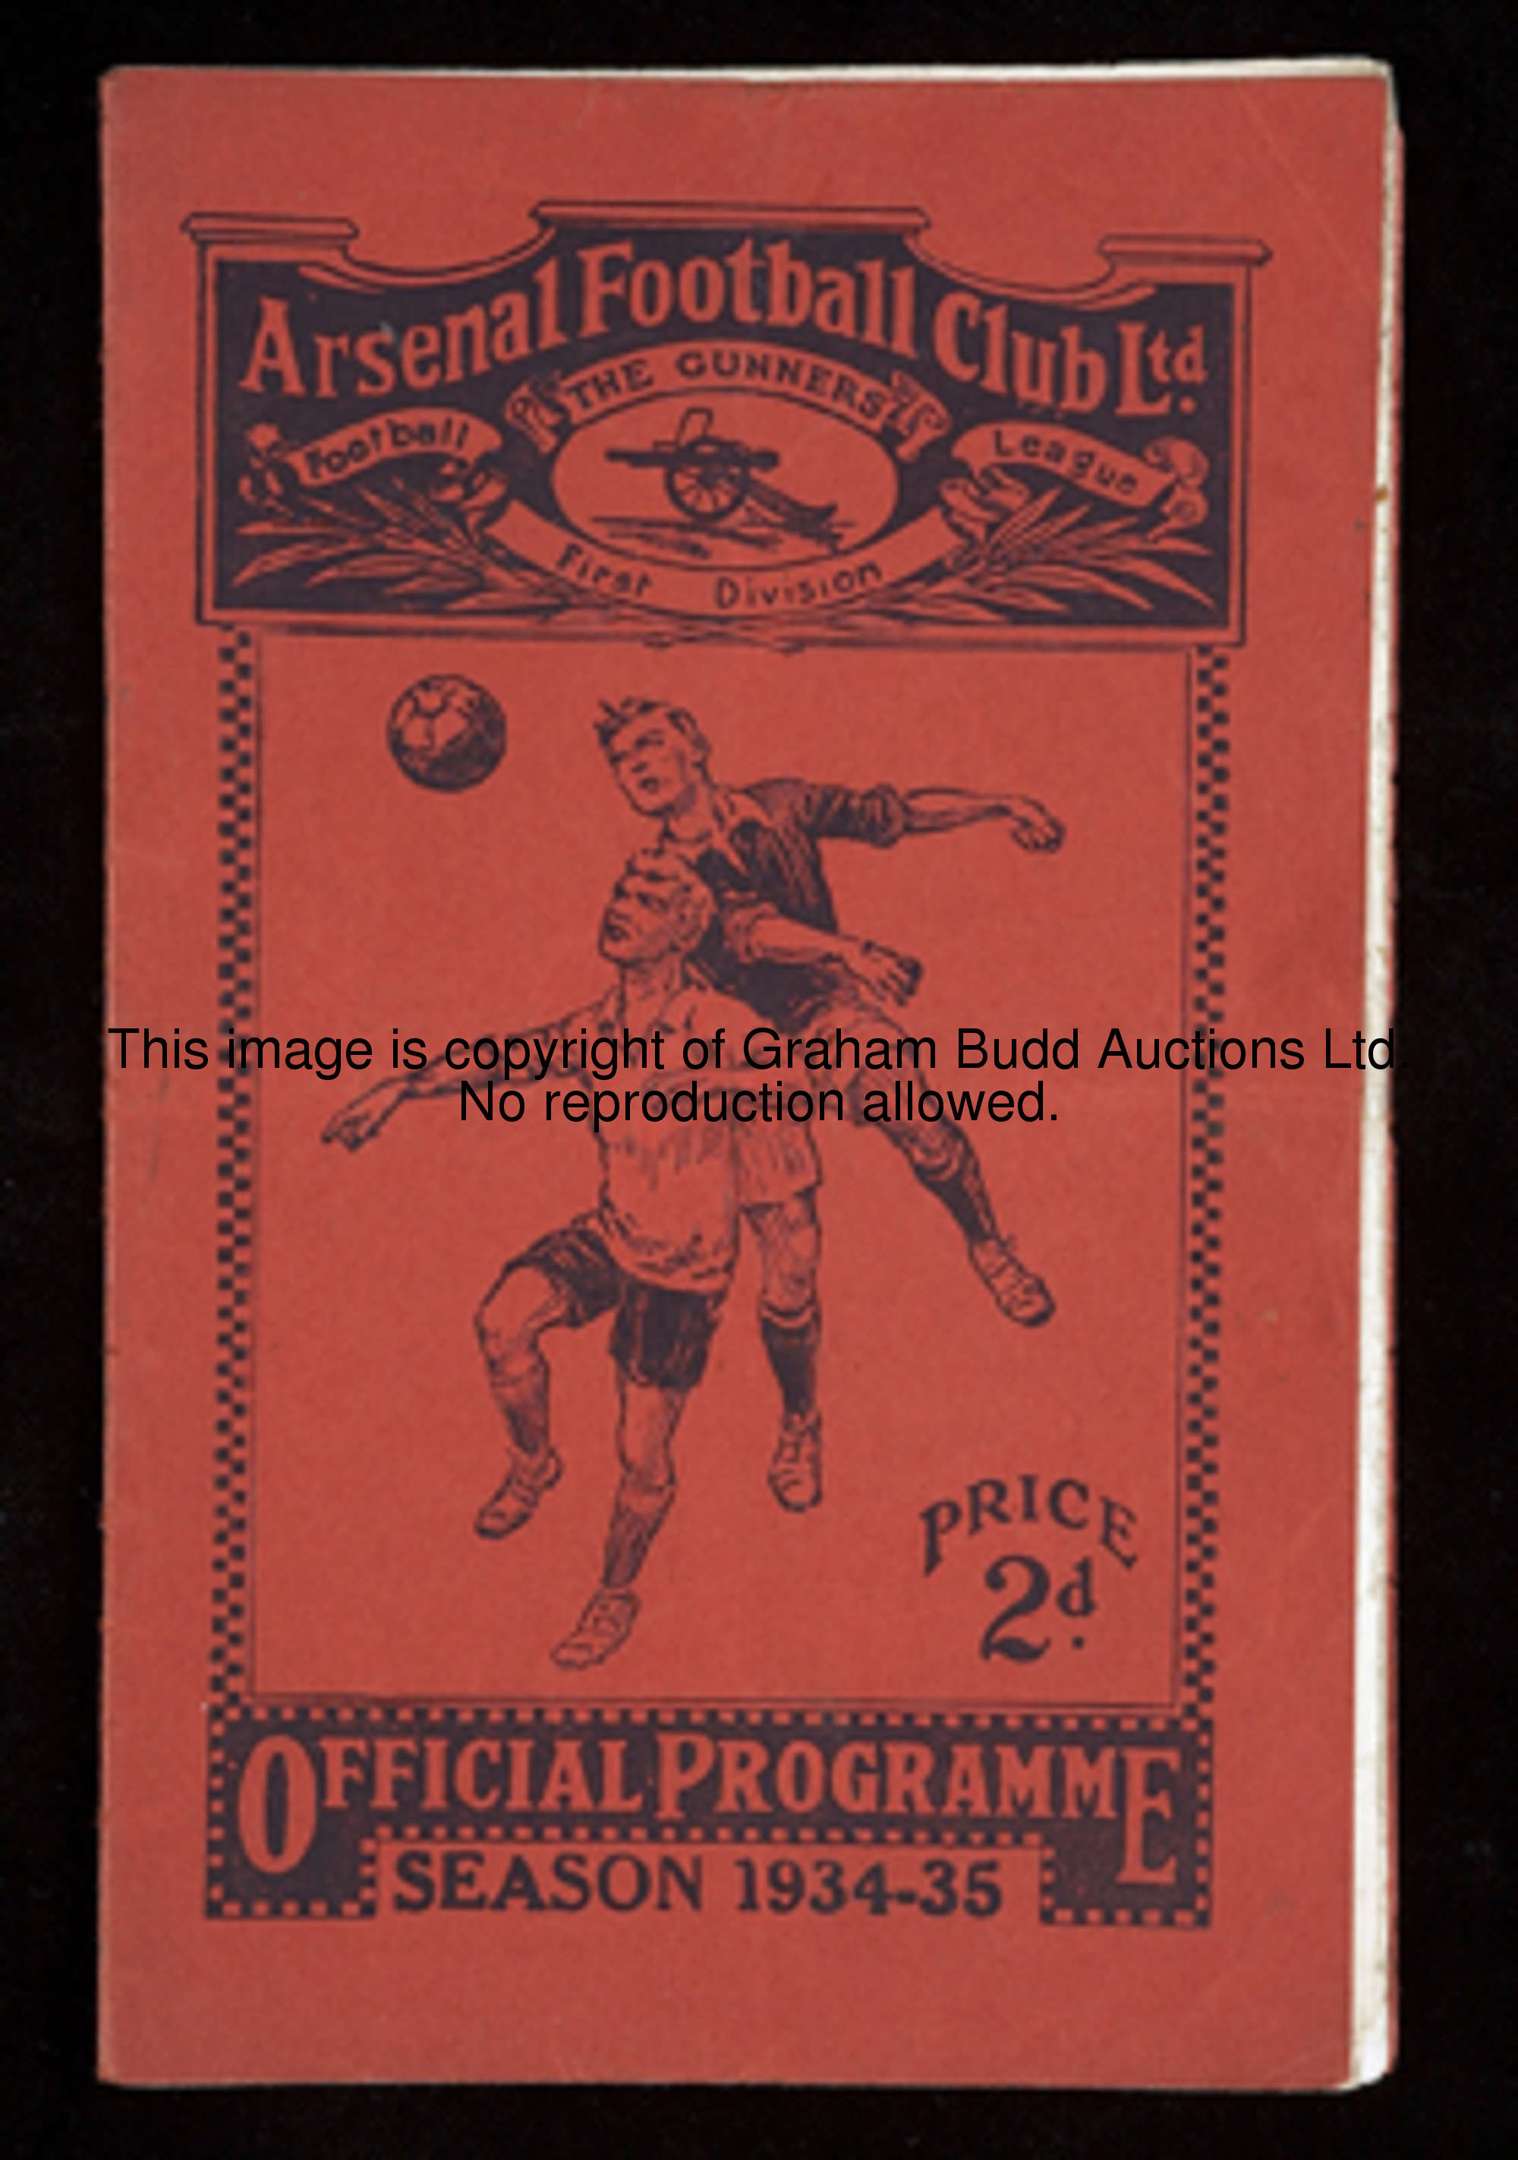 Arsenal Football Club Ltd.
THE GUNNERS
Football League
First Division
This image is copyright of Graham Budd Auctions Ltd.
No reproduction allowed.
PRICE
2d.
OFFICIAL PROGRAMME
SEASON 1934-35